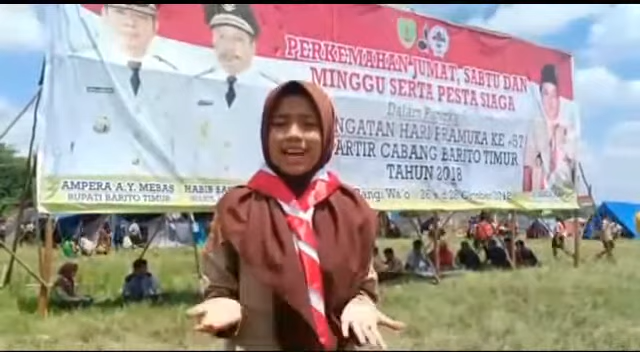 PERKEMAHAN JUMAT, SABTU DAN
MINGGU SERTA PESTA SIAGA
Dalam Rangka
NGATAN HARI PRAMUKA KE
ARTIR CABANG BARITO TIMUR
TAHUN 2018
AMPERA A.Y. MEBAS
BUPATI BARITO TIMUR
HABIB